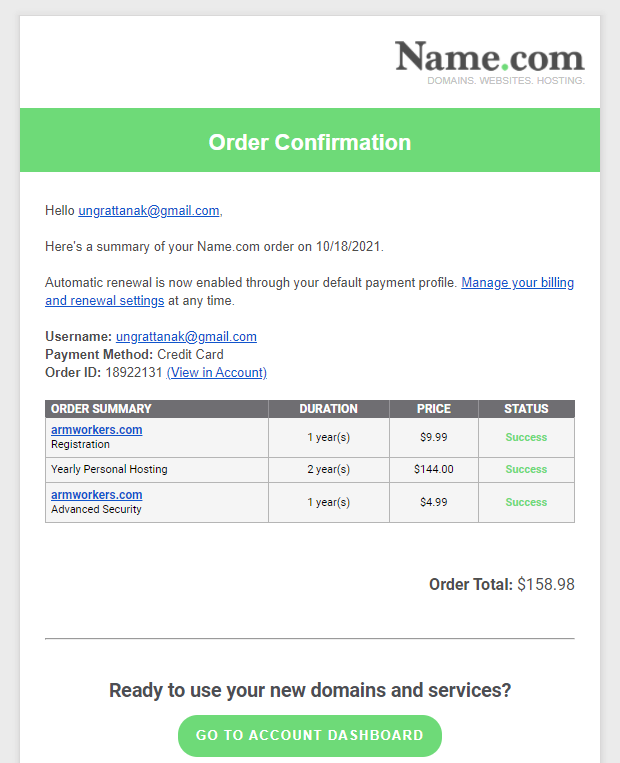 Name.com
DOMAINS. WEBSITES. HOSTING.
Order Confirmation
Hello ungrattanak@gmail.com,
Here's a summary of your Name.com order on 10/18/2021.
Automatic renewal is now enabled through your default payment profile. Manage your billing
and renewal settings at any time.
Username: ungrattanak@gmail.com
Payment Method: Credit Card
Order ID: 18922131 (View in Account)
ORDER SUMMARY DURATION PRICE STATUS
armworkers.com
Registration 1 year(s) $9.99 Success
Yearly Personal Hosting 2 year(s) $144.00 Success
armworkers.com
Advanced Security 1 year(s) $4.99 Success
Order Total: $158.98
Ready to use your new domains and services?
GO TO ACCOUNT DASHBOARD